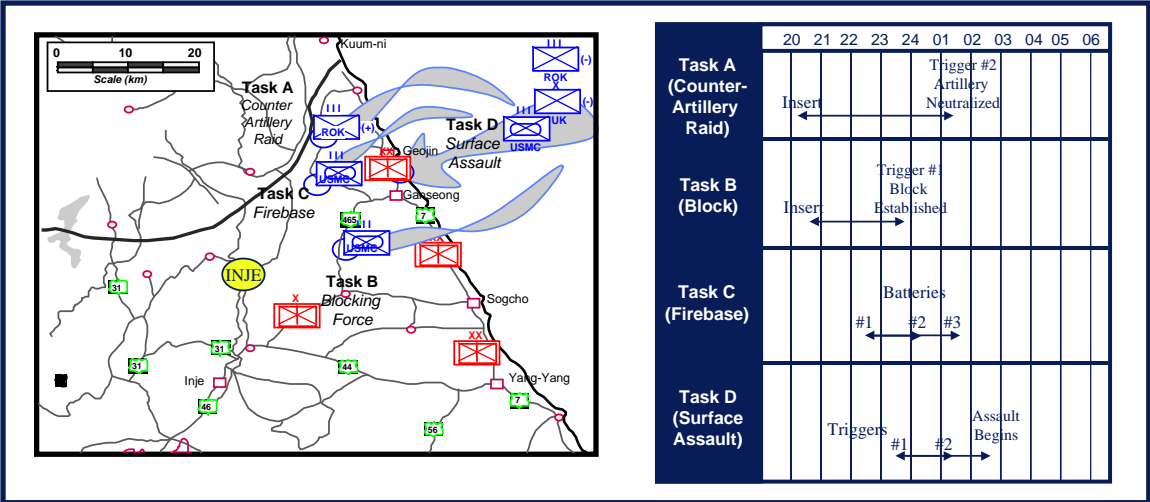 Kuum-ni
0 10 20
Scale (km)
Task A
Counter
Artillery
Raid
III
ROK
(+)
III
ROK
(-)
X
UK
(-)
III
USMC
Task D
Surface
Assault
XX
Geojin
III
USMC
Ganseong
Task C
Firebase
465
7
III
USMC
XX
INJE
Task B
Blocking
Force
X
Sogcho
31
XX
31
31
44
Inje
Yang-Yang
46
7
56
20 21 22 23 24 01 02 03 04 05 06
Task A
(Counter-
Artillery
Raid)
Insert
Trigger #2
Artillery
Neutralized
Task B
(Block)
Insert
Trigger #1
Block
Established
Task C
(Firebase)
Batteries
#1 #2 #3
Task D
(Surface
Assault)
Triggers
#1 #2
Assault
Begins